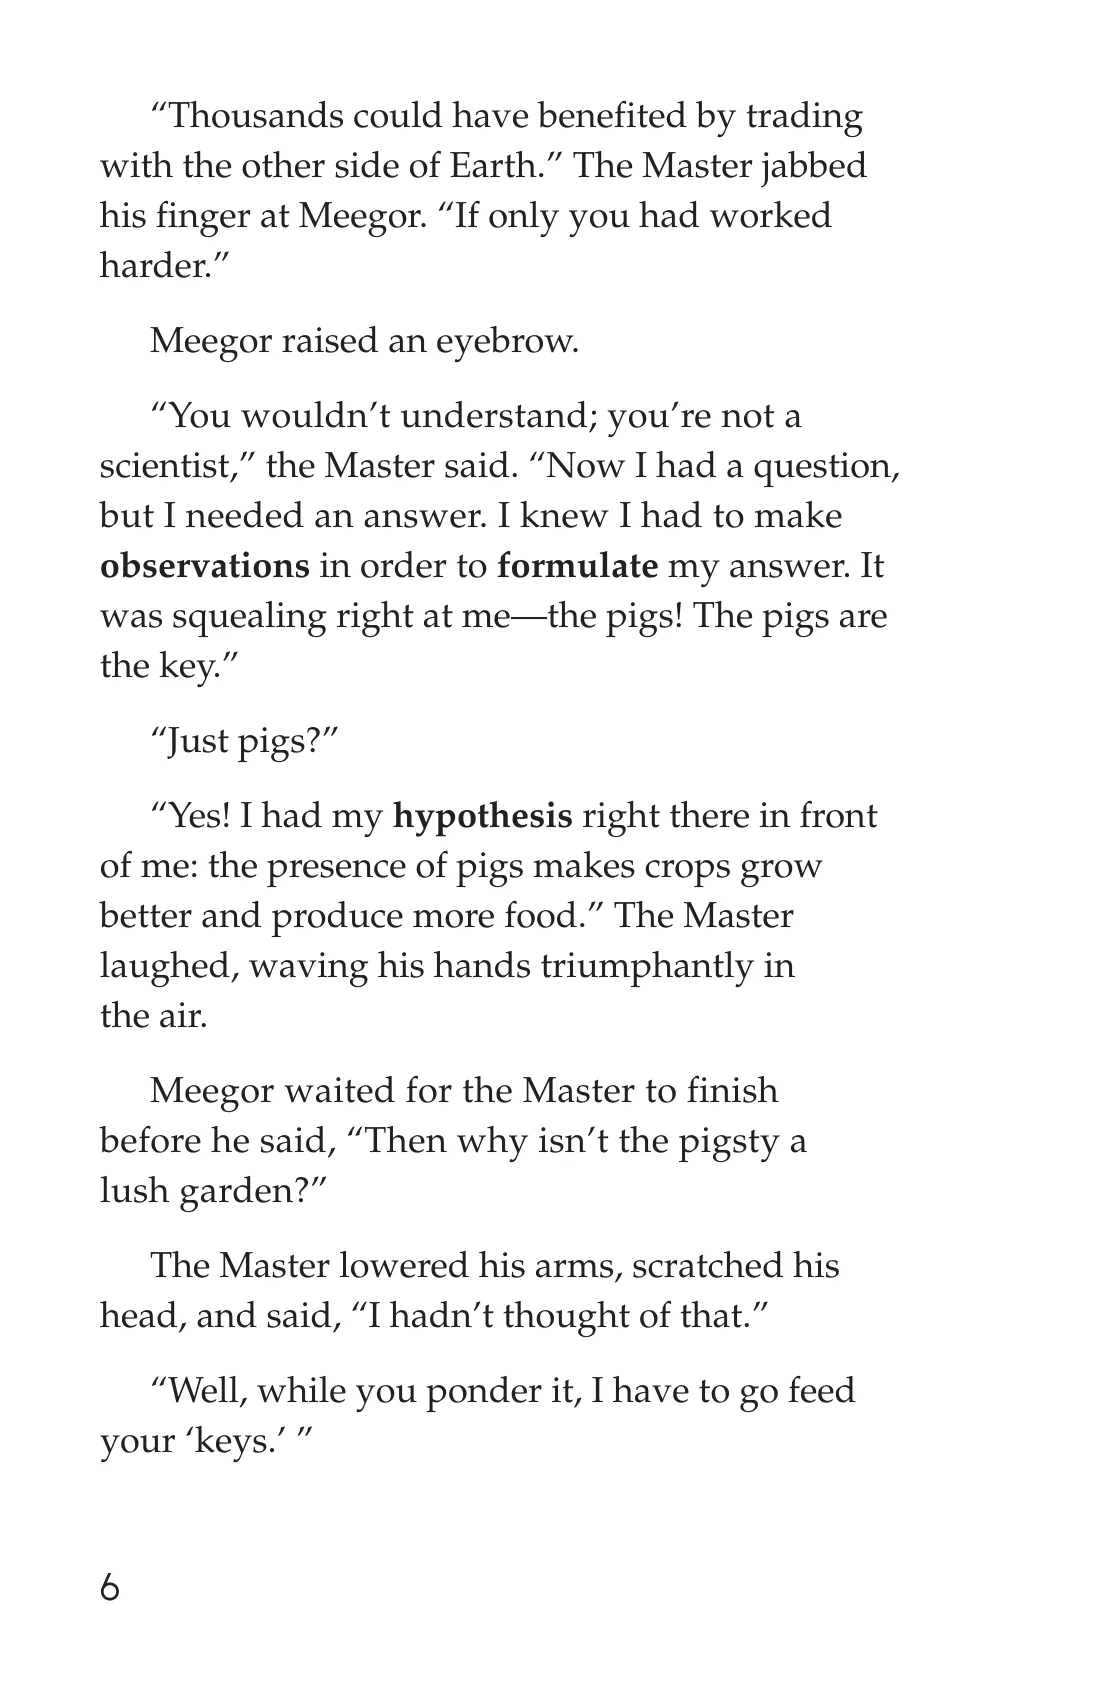 “Thousands could have benefited by trading
with the other side of Earth.” The Master jabbed
his finger at Meegor. “If only you had worked
harder.”
Meegor raised an eyebrow.
“You wouldn’t understand; you’re not a
scientist,” the Master said. “Now I had a question,
but I needed an answer. I knew I had to make
observations in order to formulate my answer. It
was squealing right at me—the pigs! The pigs are
the key.”
“Just pigs?”
“Yes! I had my hypothesis right there in front
of me: the presence of pigs makes crops grow
better and produce more food.” The Master
laughed, waving his hands triumphantly in
the air.
Meegor waited for the Master to finish
before he said, “Then why isn’t the pigsty a
lush garden?”
The Master lowered his arms, scratched his
head, and said, “I hadn’t thought of that.”
“Well, while you ponder it, I have to go feed
your ‘keys.’ ”
6